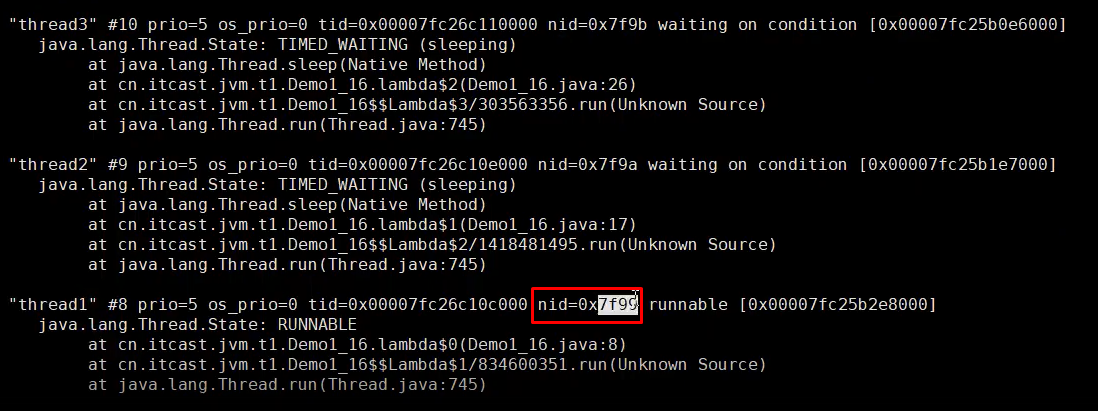 "thread3" #10 prio=5 os_prio=0 tid=0x00007fc26c110000 nid=0x7f9b waiting on condition [0x00007fc25b0e6000]
java.lang.Thread.State: TIMED_WAITING (sleeping)
at java.lang.Thread.sleep(Native Method)
at cn.itcast.jvm.t1.Demo1_16.lambda$2(Demo1_16.java:26)
at cn.itcast.jvm.t1.Demo1_16$$Lambda$3/303563356.run(Unknown Source)
at java.lang.Thread.run(Thread.java:745)
"thread2" #9 prio=5 os_prio=0 tid=0x00007fc26c10e000 nid=0x7f9a waiting on condition [0x00007fc25b1e7000]
java.lang.Thread.State: TIMED_WAITING (sleeping)
at java.lang.Thread.sleep(Native Method)
at cn.itcast.jvm.t1.Demo1_16.lambda$1(Demo1_16.java:17)
at cn.itcast.jvm.t1.Demo1_16$$Lambda$2/1418481495.run(Unknown Source)
at java.lang.Thread.run(Thread.java:745)
"thread1" #8 prio=5 os_prio=0 tid=0x00007fc26c10c000 nid=0x7f99 runnable [0x00007fc25b2e8000]
java.lang.Thread.State: RUNNABLE
at cn.itcast.jvm.t1.Demo1_16.lambda$0(Demo1_16.java:8)
at cn.itcast.jvm.t1.Demo1_16$$Lambda$1/834600351.run(Unknown Source)
at java.lang.Thread.run(Thread.java:745)